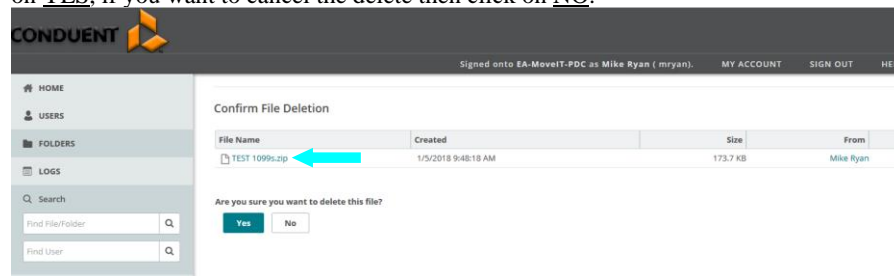 on YES, if you want to cancel the delete then click on NO.
CONDUENT
Signed onto EA-MoveIT-PDC as Mike Ryan ( mryan). MY ACCOUNT SIGN OUT
HOME
USERS
FOLDERS
LOGS
Search
Find File/Folder
Find User
Confirm File Deletion
File Name Created Size From
TEST 1099s.zip 1/5/2018 9:48:18 AM 173.7 KB Mike Ryan
Are you sure you want to delete this file?
Yes No